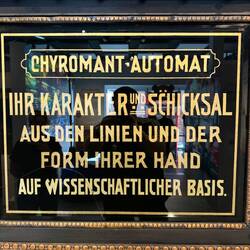 CHYROMANT-AUTOMAT
IHR KARAKTER UND SCHICKSAL
AUS DEN LINIEN UND DER
FORM IHRER HAND
AUF WISSENSCHAFTLICHER BASIS.